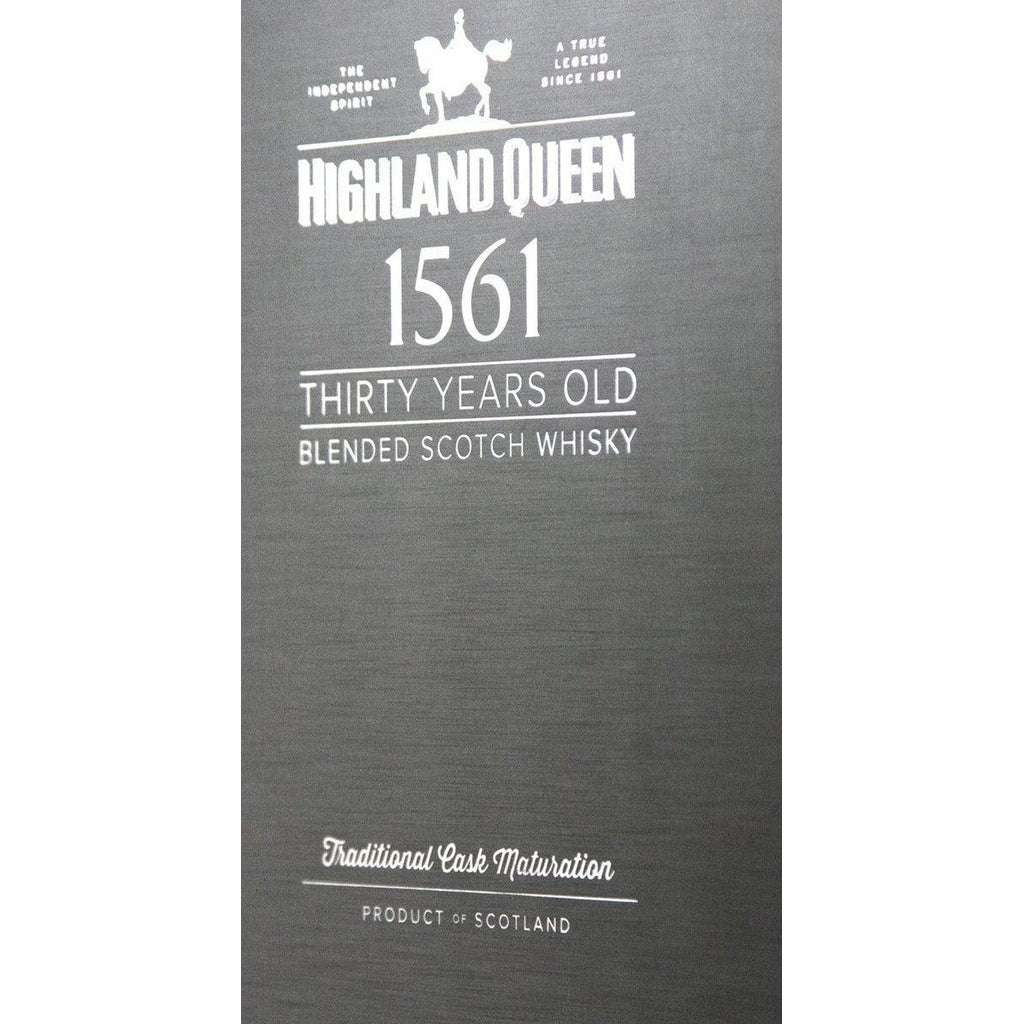 THE
INDEPENDENT
SPIRIT
A TRUE
LEGEND
SINCE 1561
HIGHLAND QUEEN
1561
THIRTY YEARS OLD
BLENDED SCOTCH WHISKY
Traditional Cask Maturation
PRODUCT OF SCOTLAND